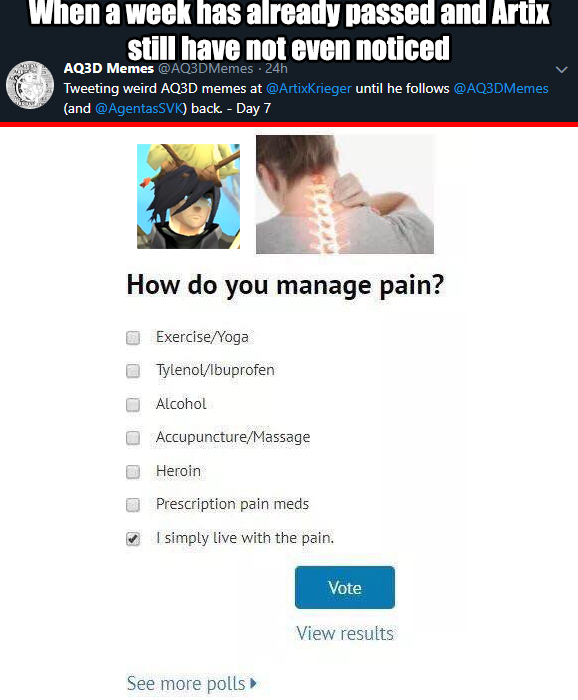 When a week has already passed and Artix
still have not even noticed
AQ3D Memes @AQ3DMemes · 24h
Tweeting weird AQ3D memes at @ArtixKrieger until he follows @AQ3DMemes
(and @AgentasSVK) back. - Day 7
How do you manage pain?
Exercise/Yoga
Tylenol/Ibuprofen
Alcohol
Accupuncture/Massage
Heroin
Prescription pain meds
I simply live with the pain.
Vote
View results
See more polls